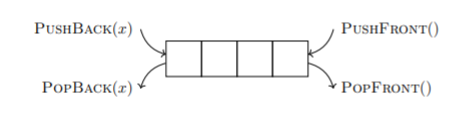 PUSHBACK(x) PUSHFRONT()
POPBACK(x) POPFRONT()